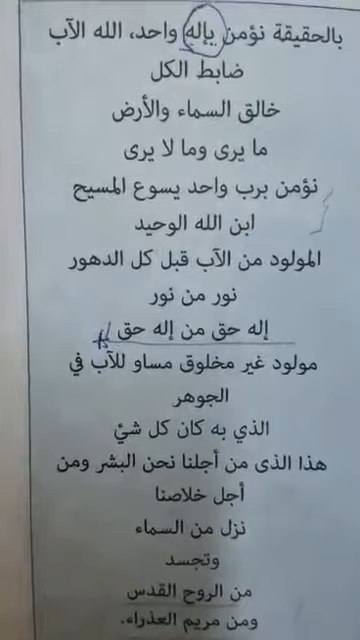 بالحقيقة نؤمن بإله واحد، الله الآب
ضابط الكل
خالق السماء والأرض
ما يرى وما لا يرى
نؤمن برب واحد يسوع المسيح
ابن الله الوحيد
المولود من الآب قبل كل الدهور
نور من نور
إله حق من إله حق
مولود غير مخلوق مساو للآب في
الجوهر
الذي به كان كل شئ
هذا الذى من أجلنا نحن البشر ومن
أجل خلاصنا
نزل من السماء
وتجسد
من الروح القدس
ومن مريم العذراء.